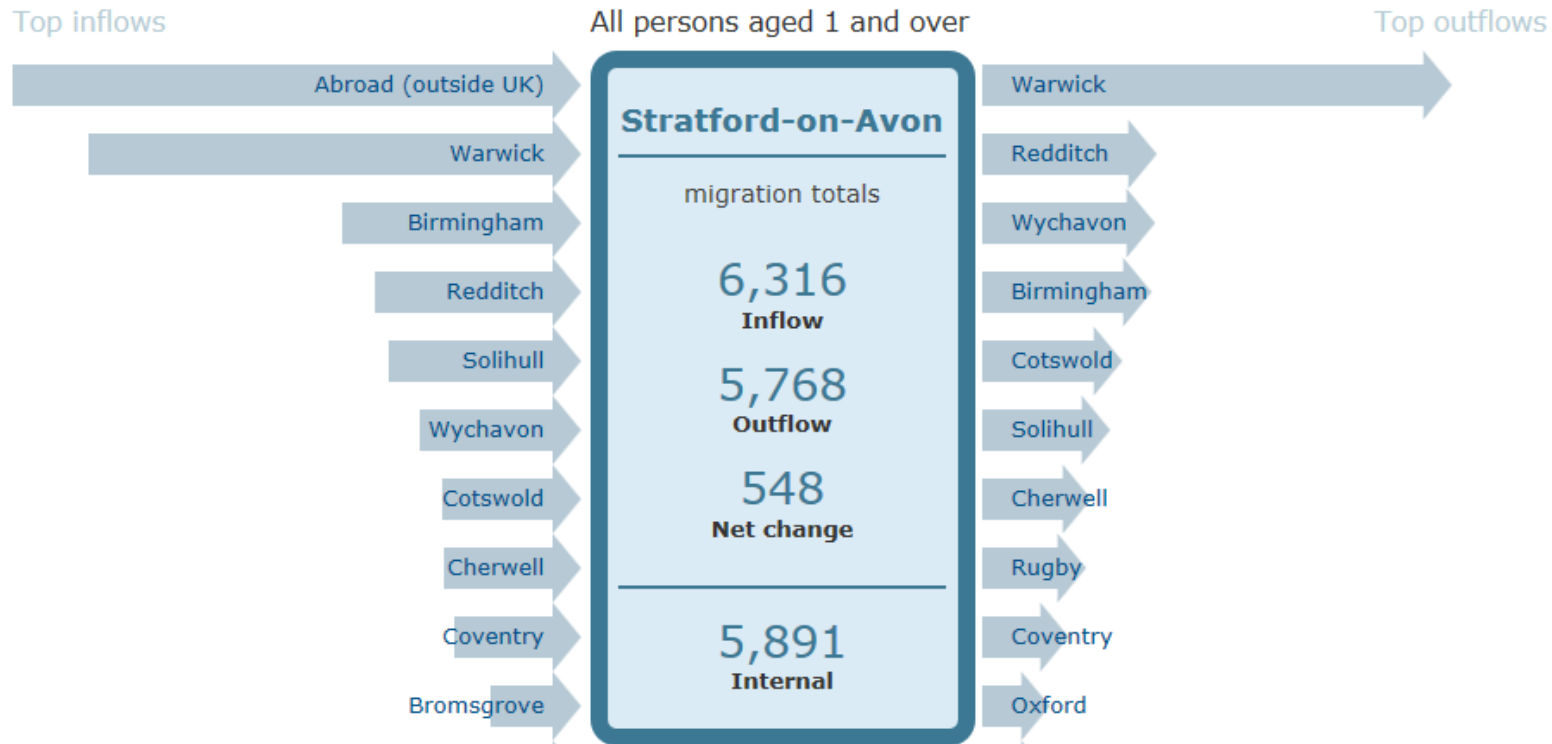 Top inflows
All persons aged 1 and over
Top outflows
Abroad (outside UK)
Warwick
Birmingham
Redditch
Solihull
Wychavon
Cotswold
Cherwell
Coventry
Bromsgrove
Stratford-on-Avon
migration totals
6,316
Inflow
5,768
Outflow
548
Net change
5,891
Internal
Warwick
Redditch
Wychavon
Birmingham
Cotswold
Solihull
Cherwell
Rugby
Coventry
Oxford